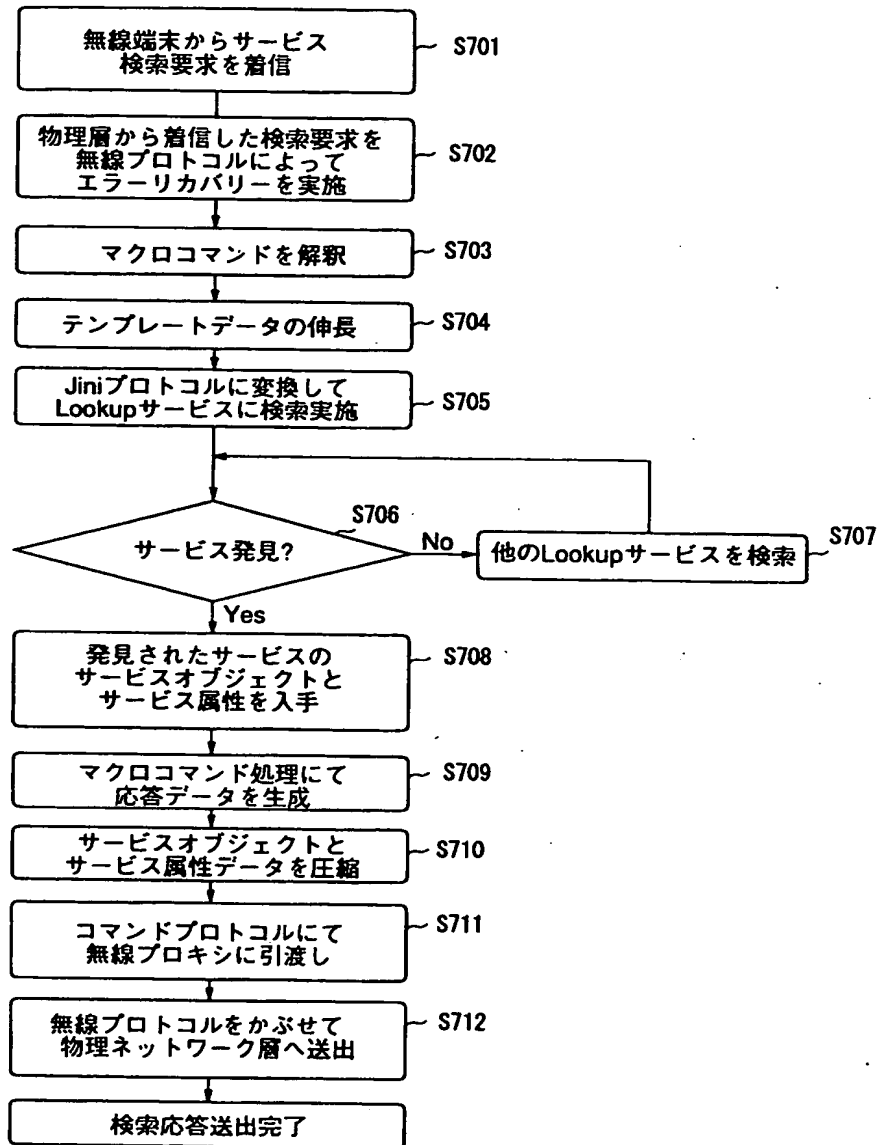 無線端末からサービス
検索要求を着信
S701
物理層から着信した検索要求を
無線プロトコルによって
エラーリカバリーを実施
S702
マクロコマンドを解釈
S703
テンプレートデータの伸長
S704
Jiniプロトコルに変換して
Lookupサービスに検索実施
S705
S706
サービス発見?
No
他のLookupサービスを検索
S707
Yes
発見されたサービスの
サービスオブジェクトと
サービス属性を入手
S708
マクロコマンド処理にて
応答データを生成
S709
サービスオブジェクトと
サービス属性データを圧縮
S710
コマンドプロトコルにて
無線プロキシに引渡し
S711
無線プロトコルをかぶせて
物理ネットワーク層へ送出
S712
検索応答送出完了